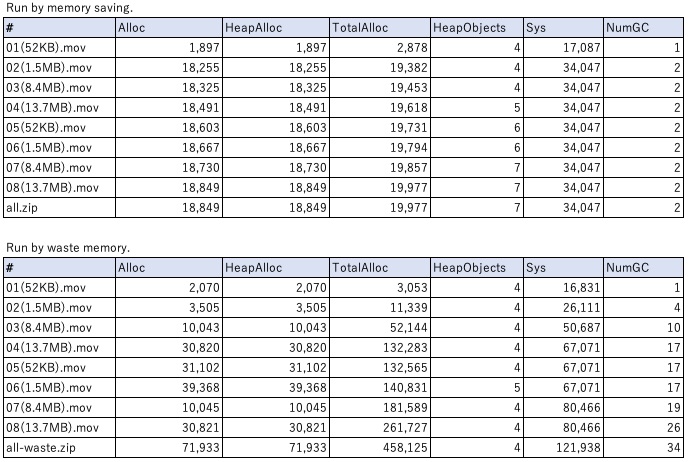 Run by memory saving.
# Alloc HeapAlloc TotalAlloc HeapObjects Sys NumGC
01(52KB).mov 1,897 1,897 2,878 4 17,087 1
02(1.5MB).mov 18,255 18,255 19,382 4 34,047 2
03(8.4MB).mov 18,325 18,325 19,453 4 34,047 2
04(13.7MB).mov 18,491 18,491 19,618 5 34,047 2
05(52KB).mov 18,603 18,603 19,731 6 34,047 2
06(1.5MB).mov 18,667 18,667 19,794 6 34,047 2
07(8.4MB).mov 18,730 18,730 19,857 7 34,047 2
08(13.7MB).mov 18,849 18,849 19,977 7 34,047 2
all.zip 18,849 18,849 19,977 7 34,047 2
Run by waste memory.
# Alloc HeapAlloc TotalAlloc HeapObjects Sys NumGC
01(52KB).mov 2,070 2,070 3,053 4 16,831 1
02(1.5MB).mov 3,505 3,505 11,339 4 26,111 4
03(8.4MB).mov 10,043 10,043 52,144 4 50,687 10
04(13.7MB).mov 30,820 30,820 132,283 4 67,071 17
05(52KB).mov 31,102 31,102 132,565 4 67,071 17
06(1.5MB).mov 39,368 39,368 140,831 5 67,071 17
07(8.4MB).mov 10,045 10,045 181,589 4 80,466 19
08(13.7MB).mov 30,821 30,821 261,727 4 80,466 26
all-waste.zip 71,933 71,933 458,125 4 121,938 34